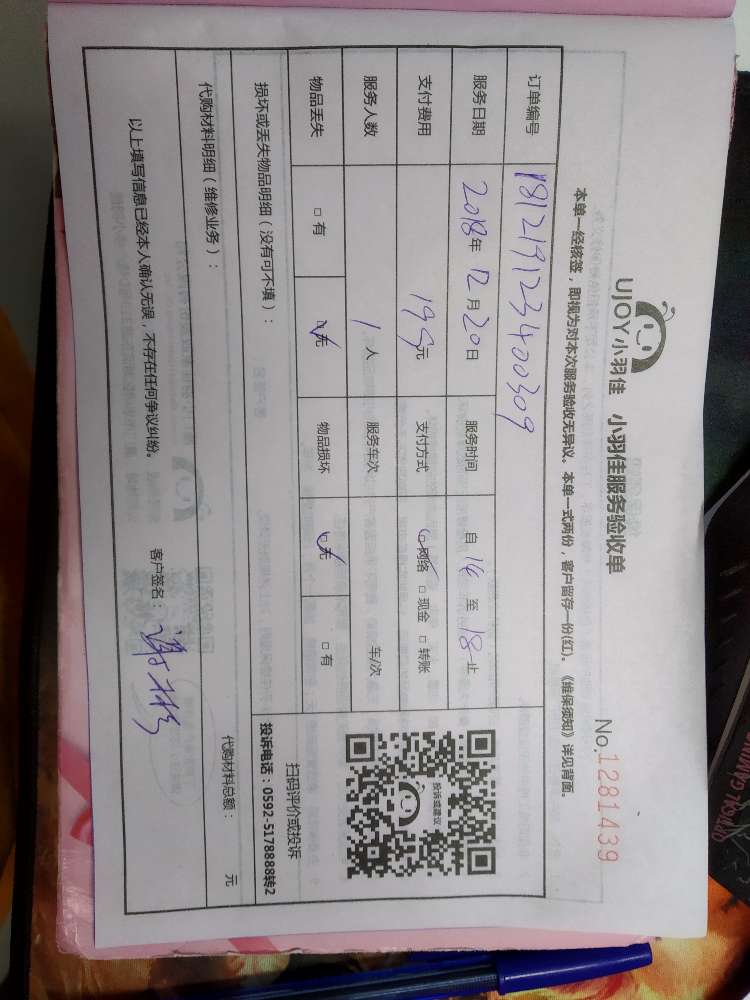 UJOY小羽佳 小羽佳服务验收单
No.1281439
本单一经核签，即视为对本次服务验收无异议。本单一式两份，客户留存一份(红)。《维保须知》详见背面。
订单编号 181219123400309
服务日期 2018年12月20日 服务时间 自14至18止
支付费用 195元 支付方式 □网络 □现金 □转账
服务人数 1人 服务车次 车/次
物品丢失 □有 □无 物品损坏 □无 □有
投诉或建议
扫码评价或投诉
投诉电话：0592-5178888转2
损坏或丢失物品明细（没有可不填）：
代购材料明细（维修业务）： 代购材料总额： 元
以上填写信息已经本人确认无误，不存在任何争议纠纷。 客户签名：
OPTICAL GAMING